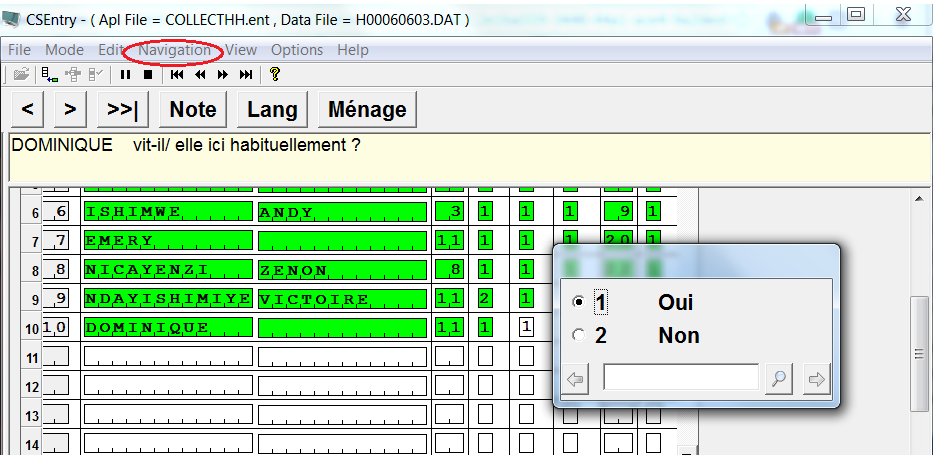 CSEntry - ( Apl File = COLLECTHH.ent , Data File = H00060603.DAT )
File Mode Edit Navigation View Options Help
< > >>| Note Lang Ménage
DOMINIQUE vit-il/ elle ici habituellement ?
6 6 ISHIMWE ANDY 3 1 1 1 9 1
7 7 EMERY 11 1 1 1 20 1
8 8 NICAYENZI ZENON 8 1 1
9 9 NDAYISHIMIYE VICTOIRE 11 2 1
10 10 DOMINIQUE 11 1 1
11
12
13
14
1 Oui
2 Non